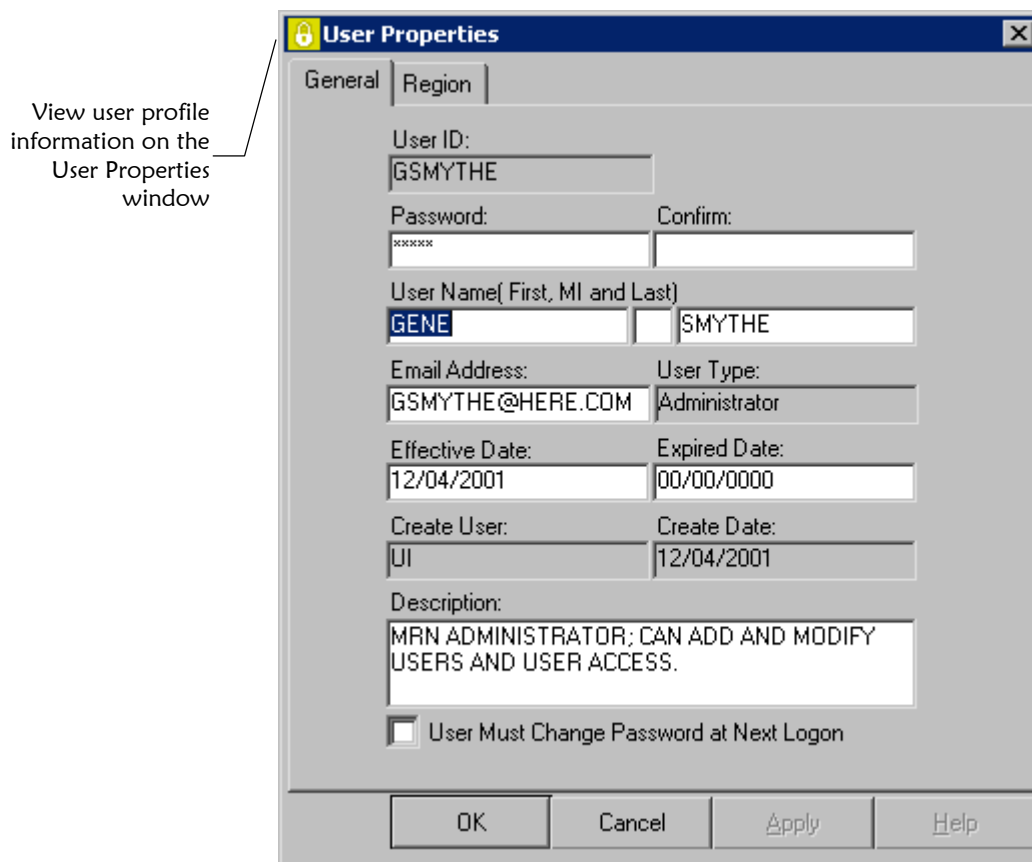 View user profile
information on the
User Properties
window
User Properties
General Region
User ID:
GSMYTHE
Password: Confirm:
xxxxx
User Name( First, MI and Last)
GENE SMYTHE
Email Address: User Type:
GSMYTHE@HERE.COM Administrator
Effective Date: Expired Date:
12/04/2001 00/00/0000
Create User: Create Date:
UI 12/04/2001
Description:
MRN ADMINISTRATOR; CAN ADD AND MODIFY
USERS AND USER ACCESS.
User Must Change Password at Next Logon
OK Cancel Apply Help